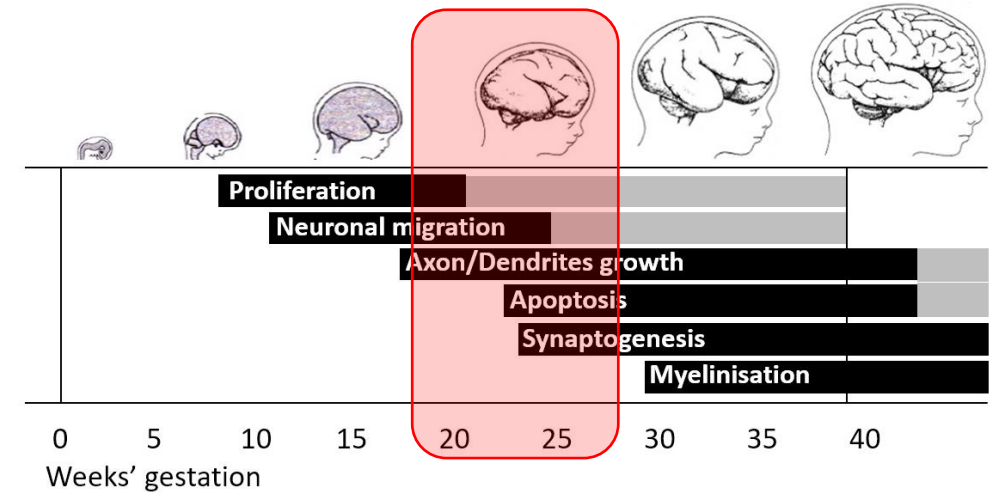 Proliferation
Neuronal migration
Axon/Dendrites growth
Apoptosis
Synaptogenesis
Myelinisation
0 5 10 15 20 25 30 35 40
Weeks’ gestation